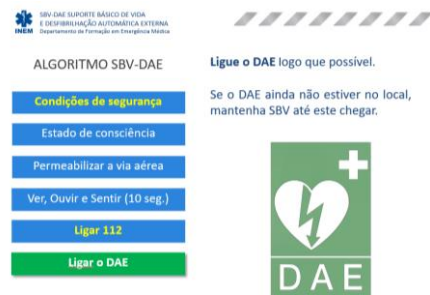 SBV-DAE SUPORTE BÁSICO DE VIDA
E DESFIBRILHAÇÃO AUTOMÁTICA EXTERNA
INEM Departamento de Formação em Emergência Médica
ALGORITMO SBV-DAE
Condições de segurança
Estado de consciência
Permeabilizar a via aérea
Ver, Ouvir e Sentir (10 seg.)
Ligar 112
Ligar o DAE
Ligue o DAE logo que possível.
Se o DAE ainda não estiver no local,
mantenha SBV até este chegar.
DAE